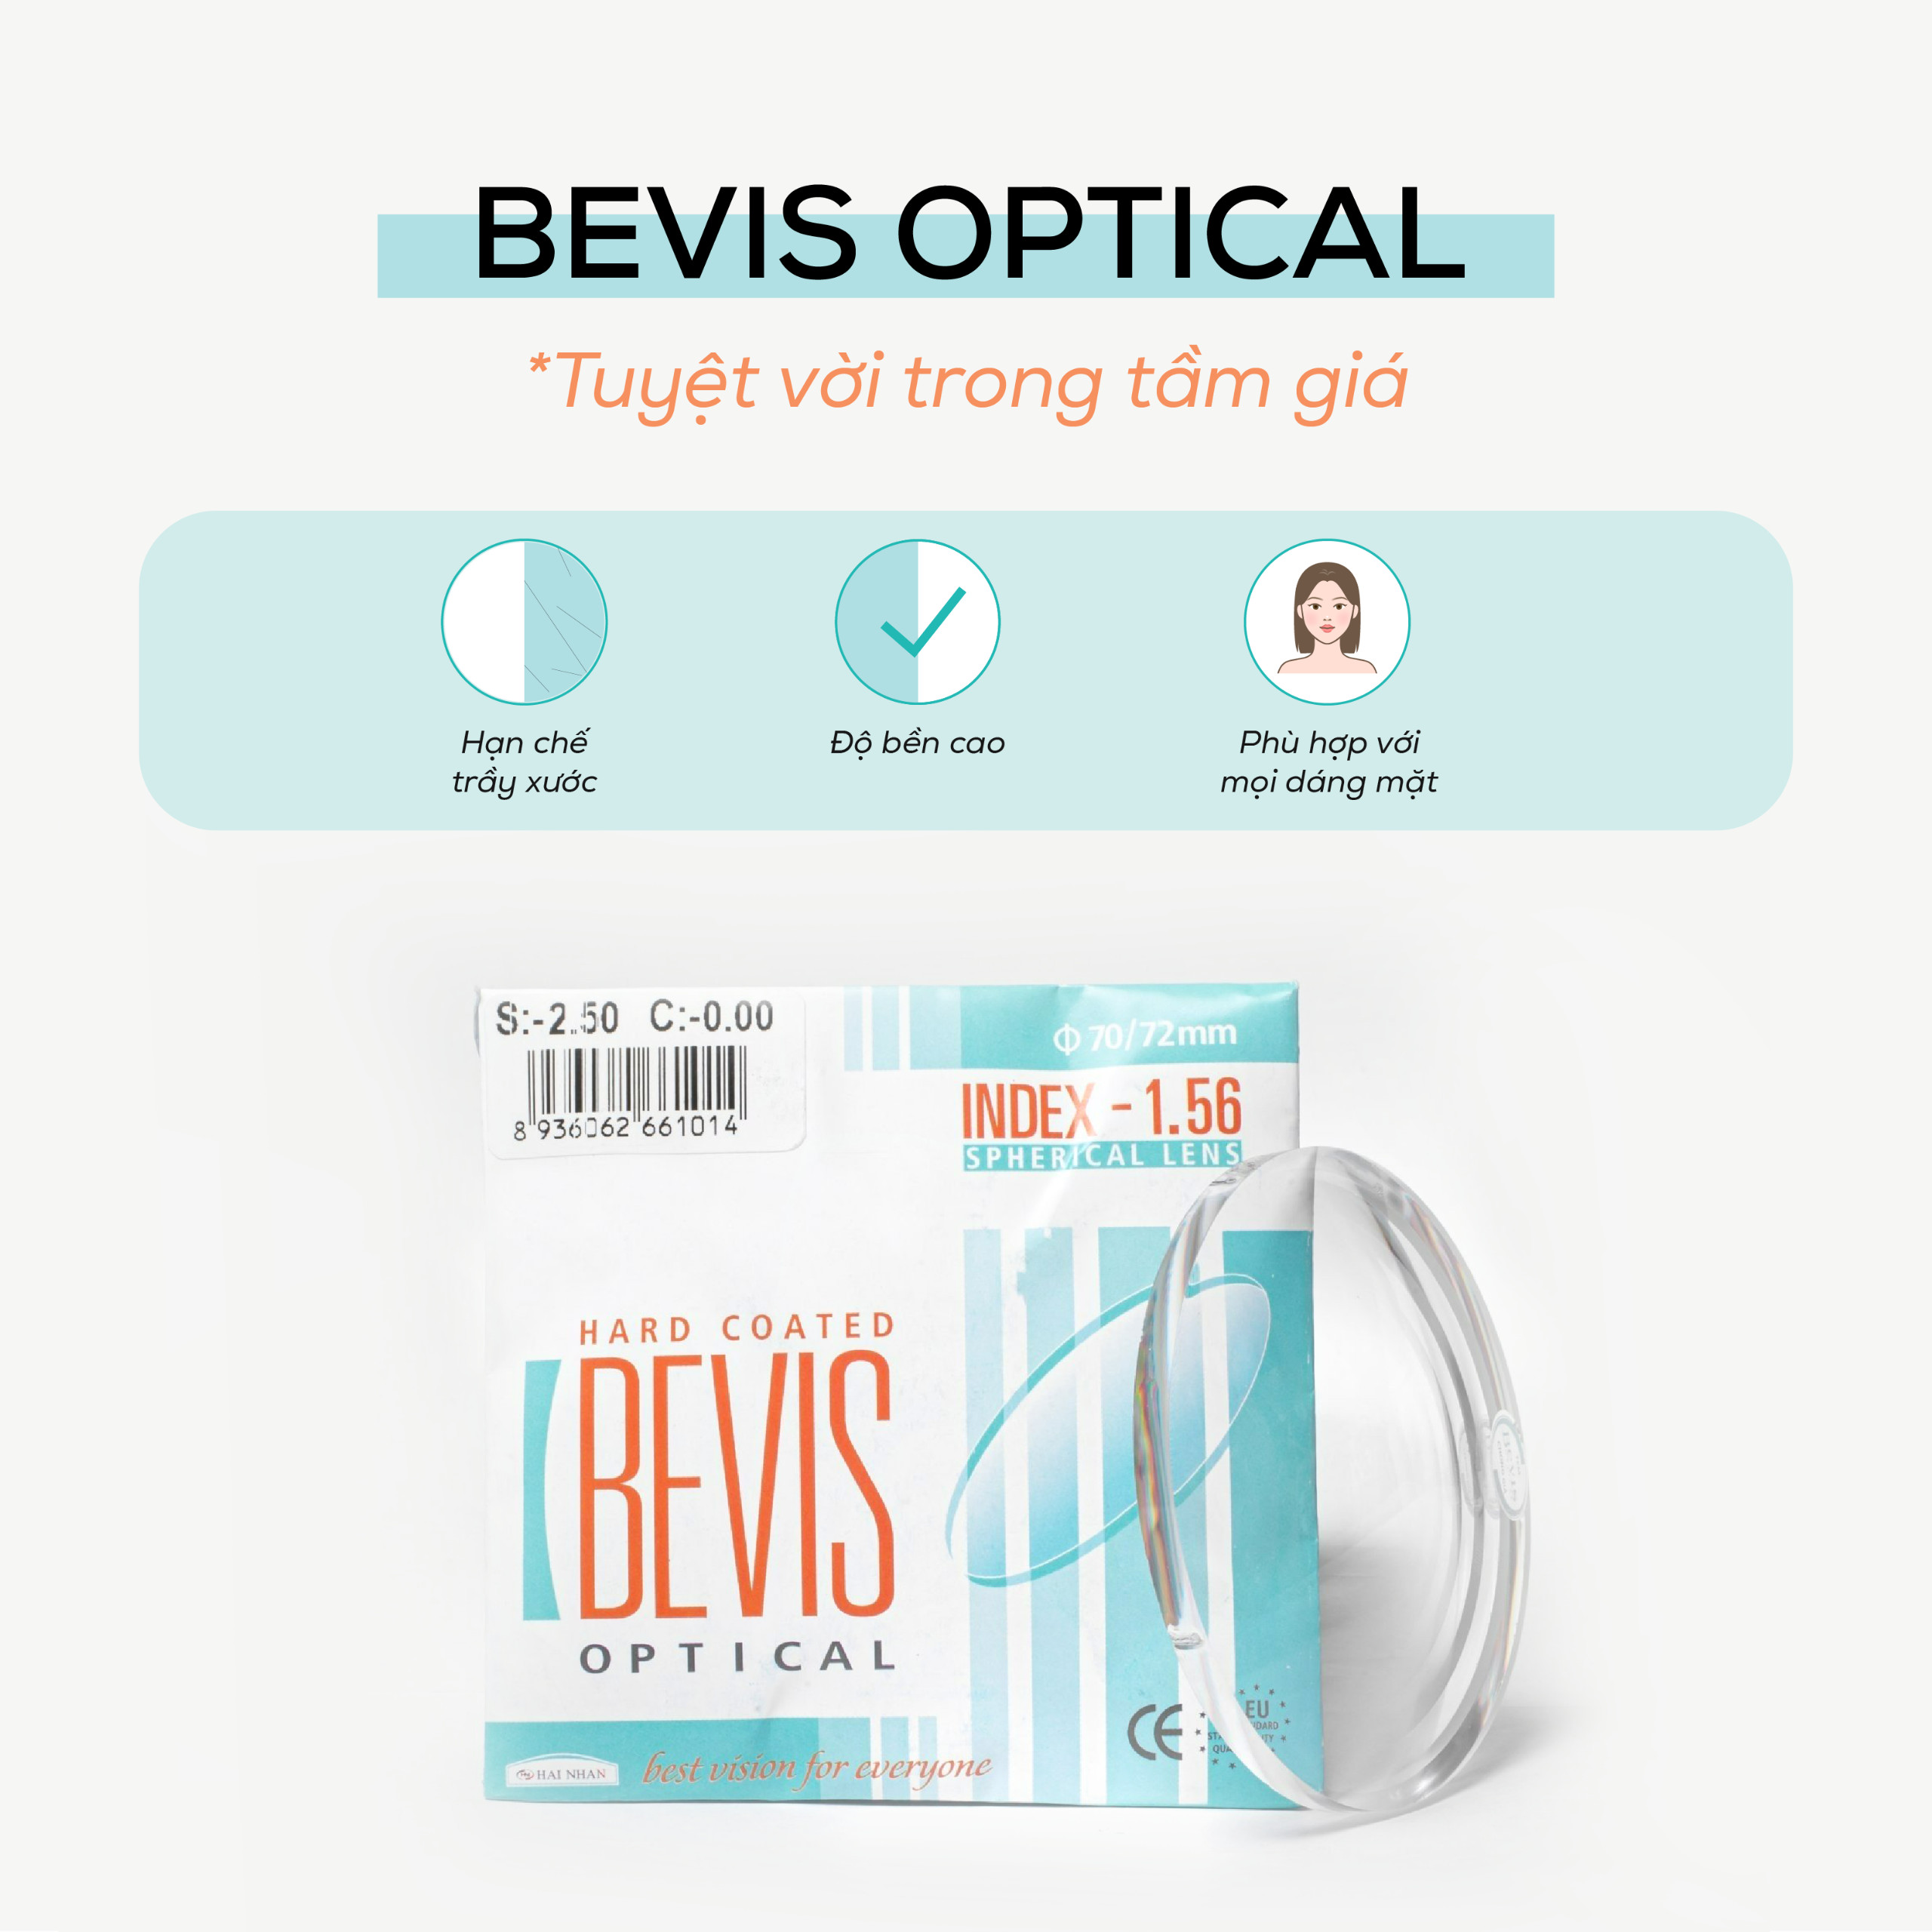 BEVIS OPTICAL
*Tuyệt vời trong tầm giá
Hạn chế
trầy xước
Độ bền cao
Phù hợp với
mọi dáng mặt
S:-2.50 C:-0.00
8 936062 661014
Φ 70/72mm
INDEX - 1.56
SPHERICAL LENS
HARD COATED
BEVIS
OPTICAL
CE
EU
HAI NHAN
best vision for everyone
BEVIS